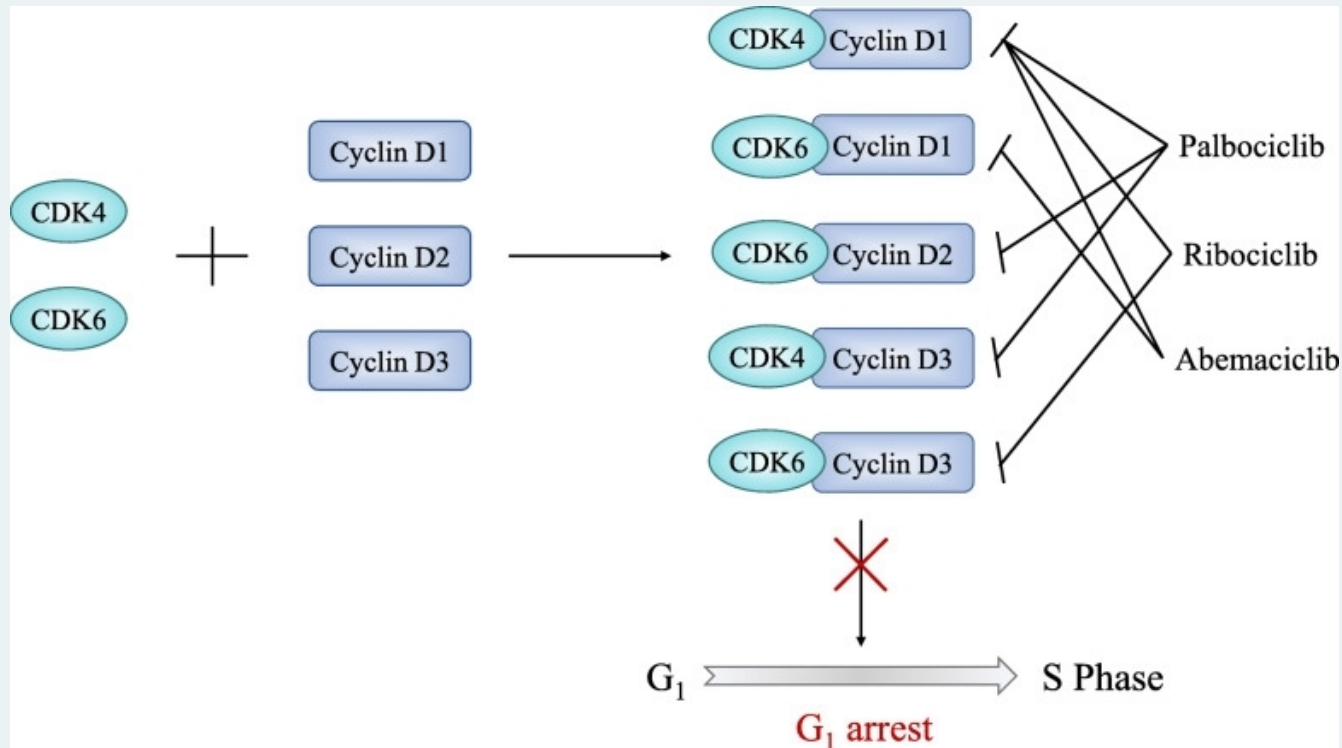 CDK4
CDK6
Cyclin D1
Cyclin D2
Cyclin D3
CDK4 Cyclin D1
CDK6 Cyclin D1
CDK6 Cyclin D2
CDK4 Cyclin D3
CDK6 Cyclin D3
Palbociclib
Ribociclib
Abemaciclib
G₁
S Phase
G₁ arrest